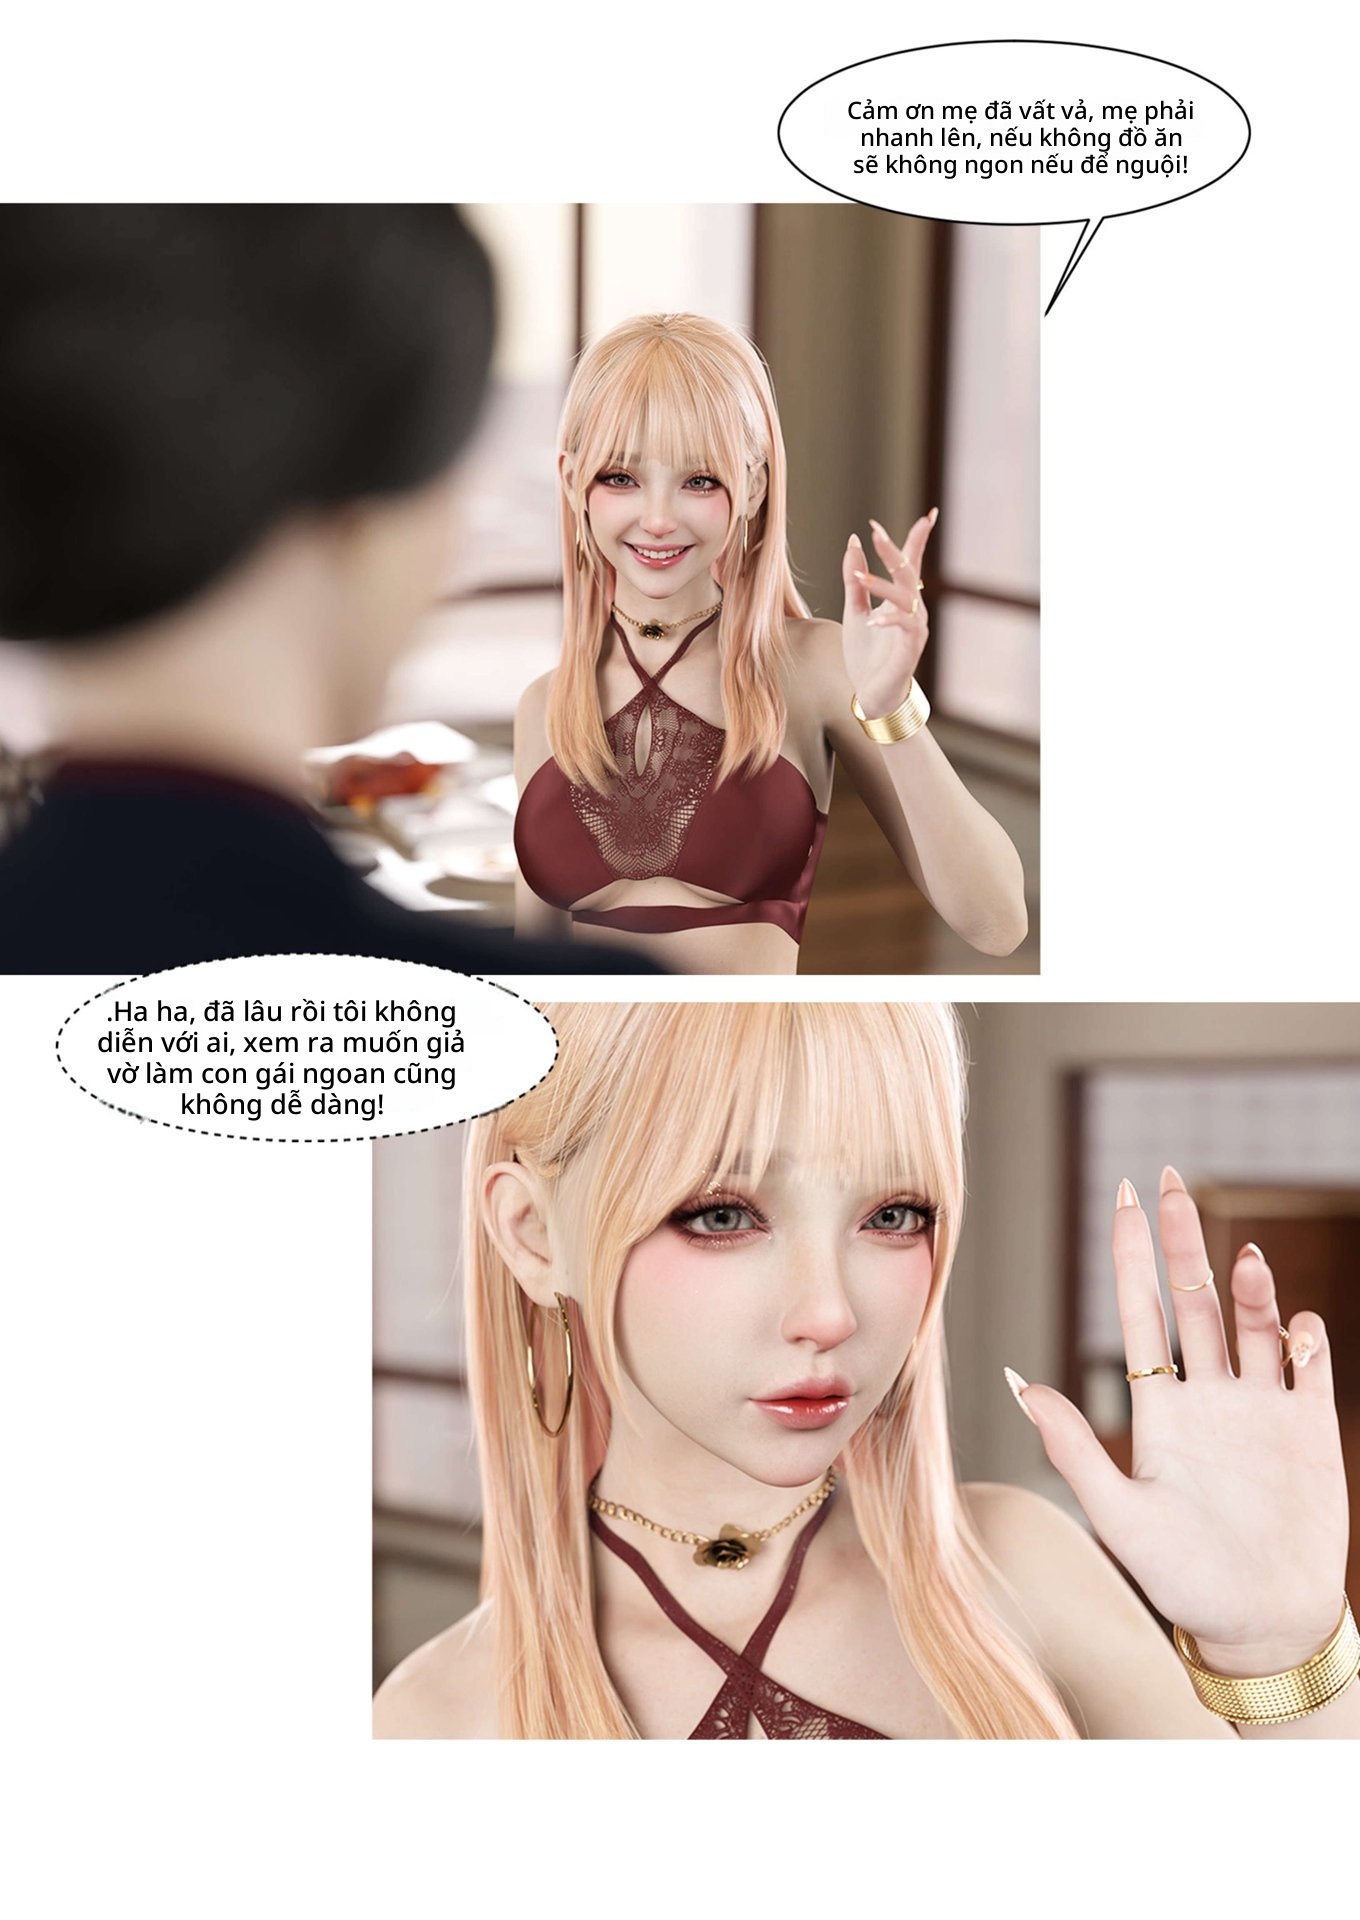 Cảm ơn mẹ đã vất vả, mẹ phải
nhanh lên, nếu không đồ ăn
sẽ không ngon nếu để nguội!
.Ha ha, đã lâu rồi tôi không
diễn với ai, xem ra muốn giả
vờ làm con gái ngoan cũng
không dễ dàng!